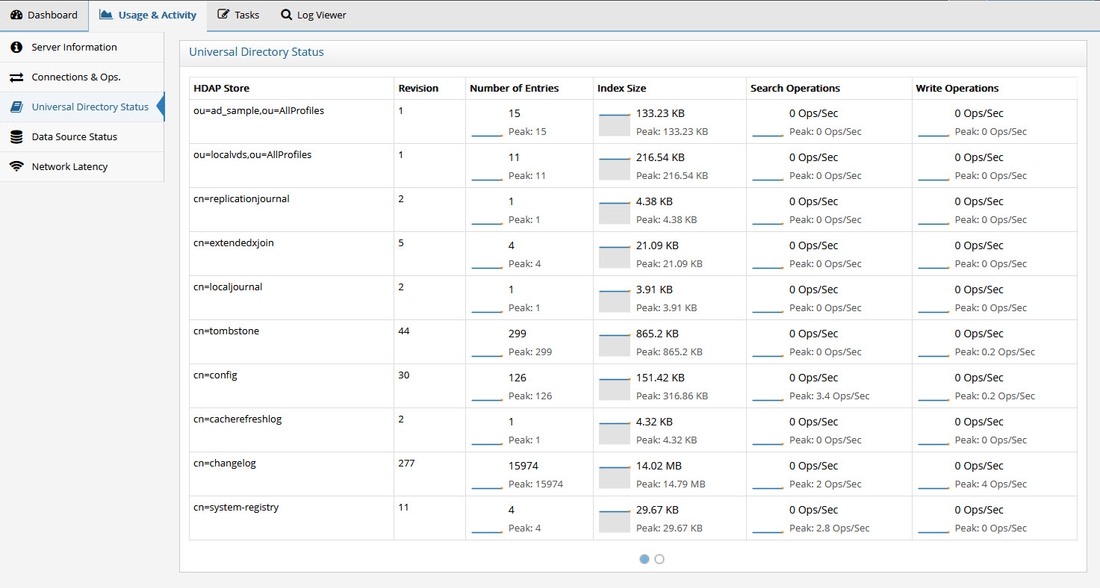 Dashboard Usage & Activity Tasks Log Viewer
Server Information
Connections & Ops.
Universal Directory Status
Data Source Status
Network Latency
Universal Directory Status
HDAP Store Revision Number of Entries Index Size Search Operations Write Operations
ou=ad_sample,ou=AllProfiles 1 15 133.23 KB 0 Ops/Sec 0 Ops/Sec
Peak: 15 Peak: 133.23 KB Peak: 0 Ops/Sec Peak: 0 Ops/Sec
ou=localvds,ou=AllProfiles 1 11 216.54 KB 0 Ops/Sec 0 Ops/Sec
Peak: 11 Peak: 216.54 KB Peak: 0 Ops/Sec Peak: 0 Ops/Sec
cn=replicationjournal 2 1 4.38 KB 0 Ops/Sec 0 Ops/Sec
Peak: 1 Peak: 4.38 KB Peak: 0 Ops/Sec Peak: 0 Ops/Sec
cn=extendedxjoin 5 4 21.09 KB 0 Ops/Sec 0 Ops/Sec
Peak: 4 Peak: 21.09 KB Peak: 0 Ops/Sec Peak: 0 Ops/Sec
cn=localjournal 2 1 3.91 KB 0 Ops/Sec 0 Ops/Sec
Peak: 1 Peak: 3.91 KB Peak: 0 Ops/Sec Peak: 0 Ops/Sec
cn=tombstone 44 299 865.2 KB 0 Ops/Sec 0 Ops/Sec
Peak: 299 Peak: 865.2 KB Peak: 0 Ops/Sec Peak: 0.2 Ops/Sec
cn=config 30 126 151.42 KB 0 Ops/Sec 0 Ops/Sec
Peak: 126 Peak: 316.86 KB Peak: 3.4 Ops/Sec Peak: 0.2 Ops/Sec
cn=cacherefreshlog 2 1 4.32 KB 0 Ops/Sec 0 Ops/Sec
Peak: 1 Peak: 4.32 KB Peak: 0 Ops/Sec Peak: 0 Ops/Sec
cn=changelog 277 15974 14.02 MB 0 Ops/Sec 0 Ops/Sec
Peak: 15974 Peak: 14.79 MB Peak: 2 Ops/Sec Peak: 4 Ops/Sec
cn=system-registry 11 4 29.67 KB 0 Ops/Sec 0 Ops/Sec
Peak: 4 Peak: 29.67 KB Peak: 2.8 Ops/Sec Peak: 0 Ops/Sec